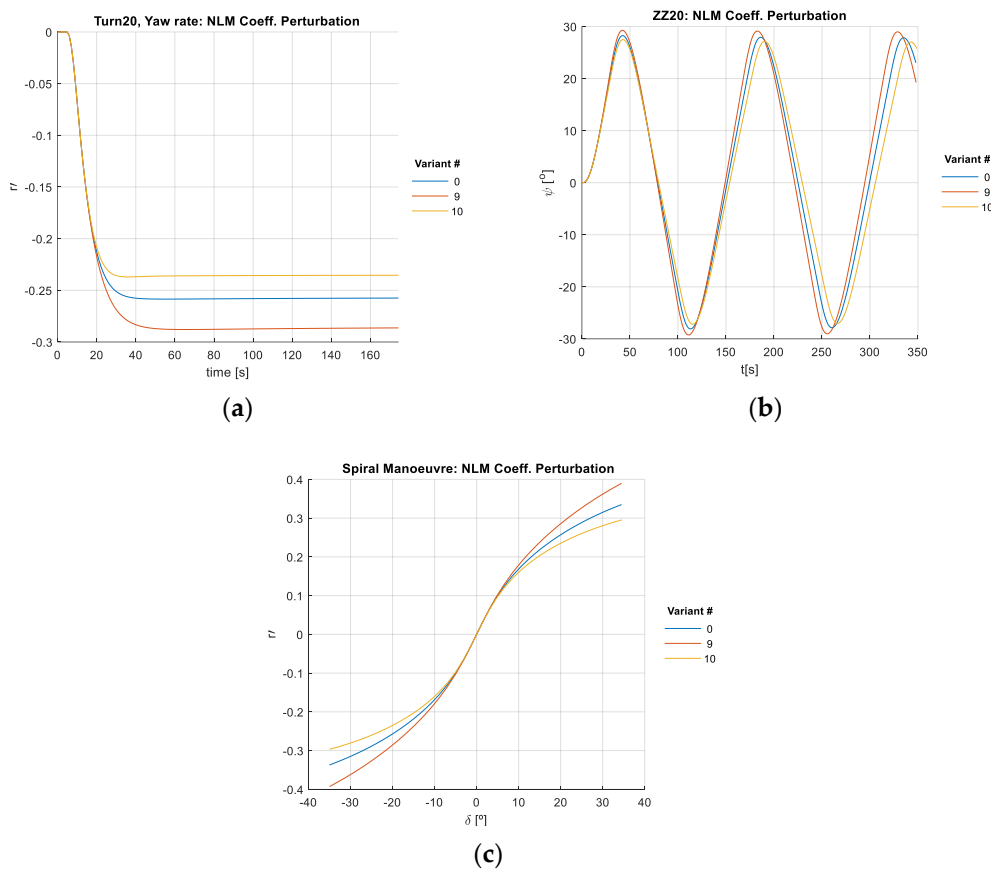 Turn20, Yaw rate: NLM Coeff. Perturbation
0
-0.05
-0.1
-0.15
-0.2
-0.25
-0.3
r′
0 20 40 60 80 100 120 140 160
time [s]
Variant #
0
9
10
(a)
ZZ20: NLM Coeff. Perturbation
30
20
10
0
-10
-20
-30
ψ [º]
0 50 100 150 200 250 300 350
t[s]
Variant #
0
9
10
(b)
Spiral Manoeuvre: NLM Coeff. Perturbation
0.4
0.3
0.2
0.1
0
-0.1
-0.2
-0.3
-0.4
r′
-40 -30 -20 -10 0 10 20 30 40
δ [º]
Variant #
0
9
10
(c)